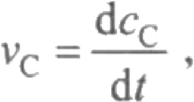 v_C = dc_C/dt ,